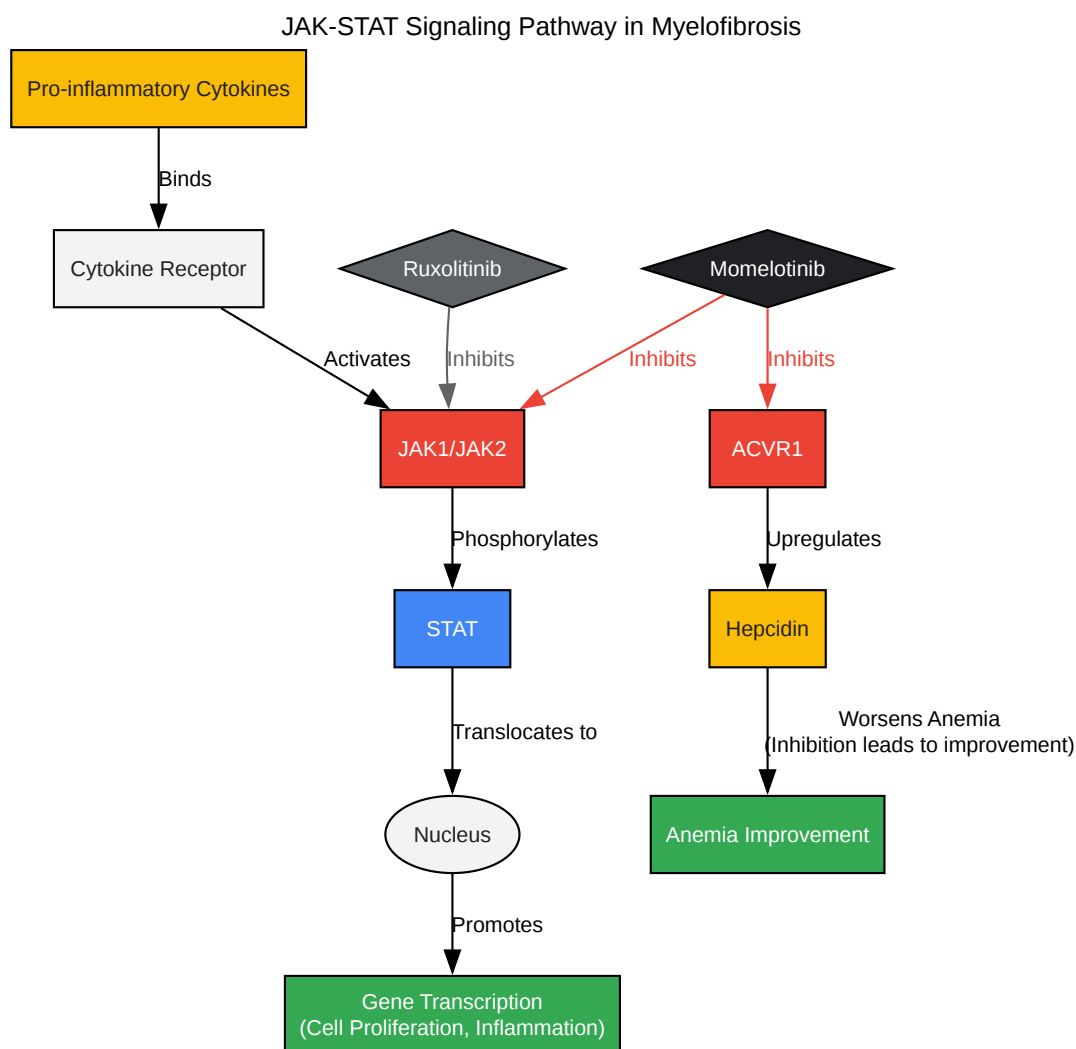 JAK-STAT Signaling Pathway in Myelofibrosis
Pro-inflammatory Cytokines
Binds
Cytokine Receptor
Ruxolitinib
Momelotinib
Activates
Inhibits
Inhibits
Inhibits
JAK1/JAK2
ACVR1
Phosphorylates
Upregulates
STAT
Hepcidin
Translocates to
Worsens Anemia
(Inhibition leads to improvement)
Nucleus
Anemia Improvement
Promotes
Gene Transcription
(Cell Proliferation, Inflammation)